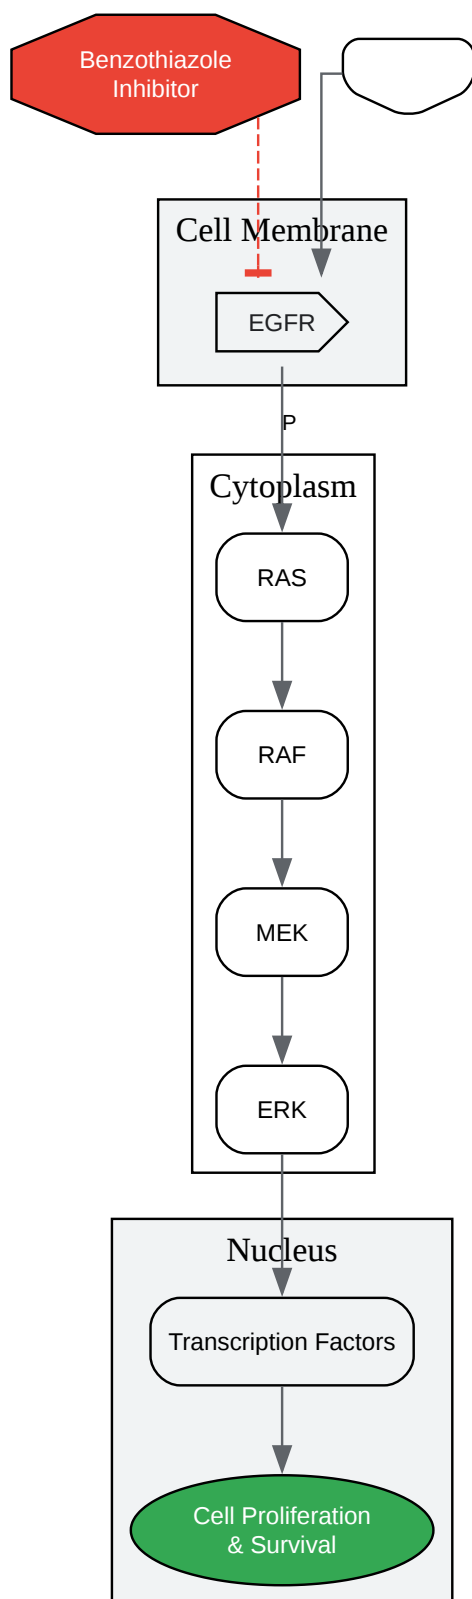 Benzothiazole
Inhibitor
Cell Membrane
EGFR
P
Cytoplasm
RAS
RAF
MEK
ERK
Nucleus
Transcription Factors
Cell Proliferation
& Survival